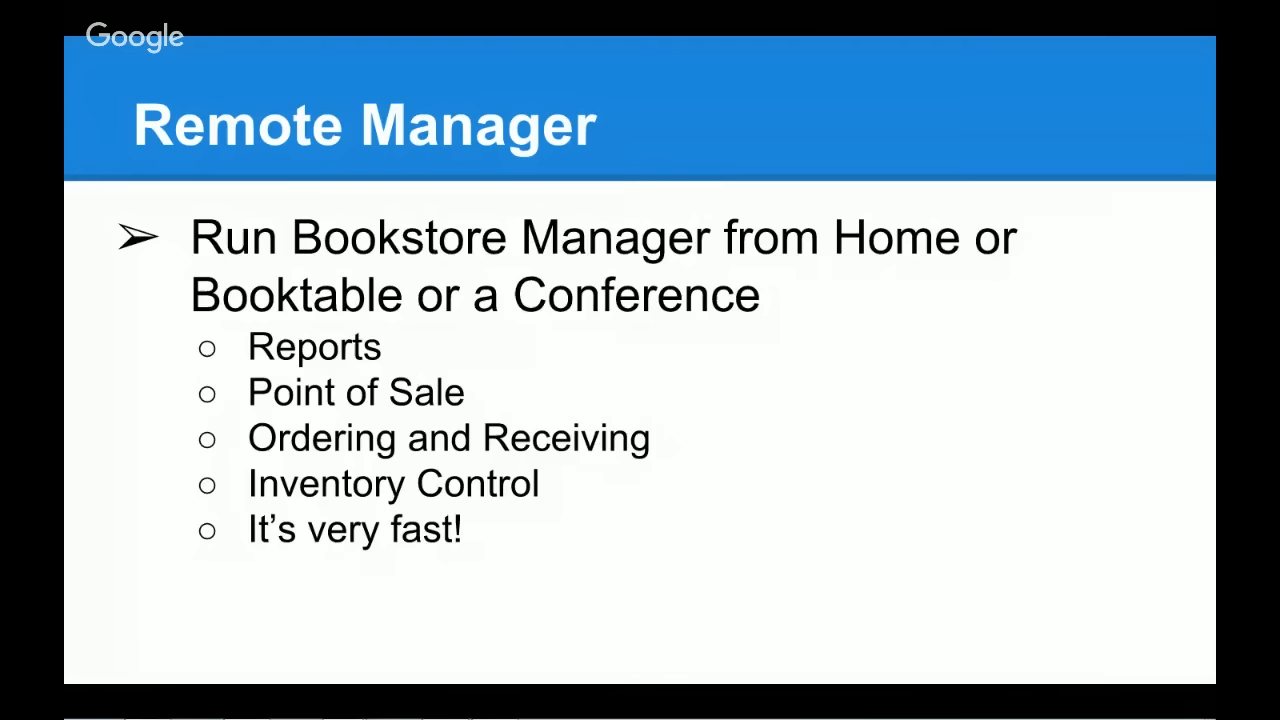 Google
Remote Manager
➢ Run Bookstore Manager from Home or
Booktable or a Conference
○ Reports
○ Point of Sale
○ Ordering and Receiving
○ Inventory Control
○ It’s very fast!